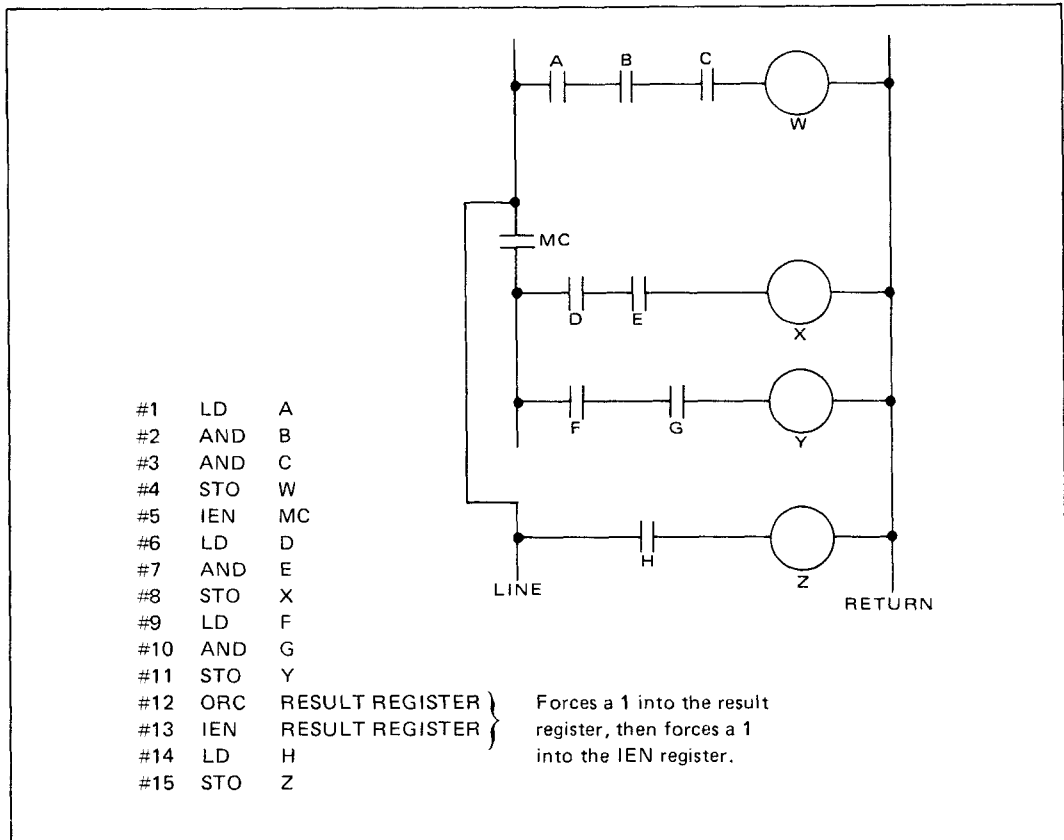 A B C
W
MC
D E
X
F G
Y
H
Z
LINE
RETURN
#1 LD A
#2 AND B
#3 AND C
#4 STO W
#5 IEN MC
#6 LD D
#7 AND E
#8 STO X
#9 LD F
#10 AND G
#11 STO Y
#12 ORC RESULT REGISTER
#13 IEN RESULT REGISTER
#14 LD H
#15 STO Z
Forces a 1 into the result
register, then forces a 1
into the IEN register.